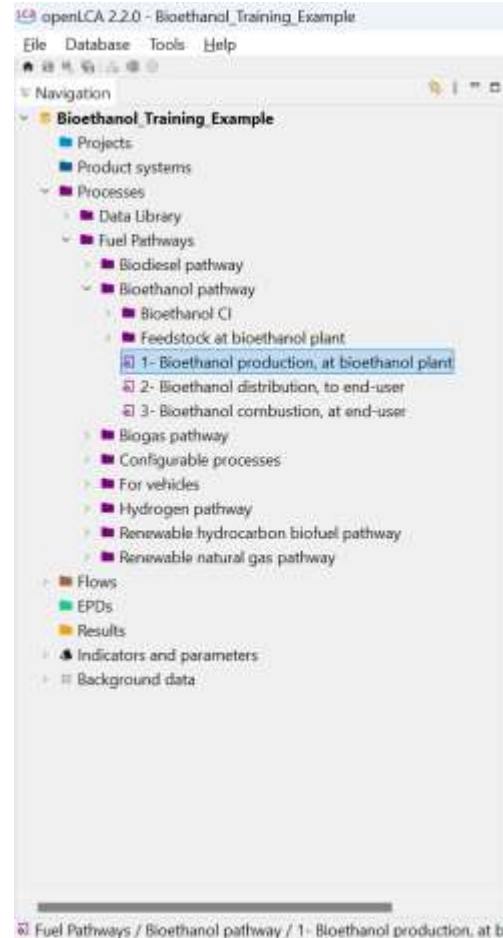 openLCA 2.2.0 - Bioethanol_Training_Example
File Database Tools Help
Navigation
Bioethanol_Training_Example
Projects
Product systems
Processes
Data Library
Fuel Pathways
Biodiesel pathway
Bioethanol pathway
Bioethanol CI
Feedstock at bioethanol plant
1- Bioethanol production, at bioethanol plant
2- Bioethanol distribution, to end-user
3- Bioethanol combustion, at end-user
Biogas pathway
Configurable processes
For vehicles
Hydrogen pathway
Renewable hydrocarbon biofuel pathway
Renewable natural gas pathway
Flows
EPDs
Results
Indicators and parameters
Background data
Fuel Pathways / Bioethanol pathway / 1- Bioethanol production, at b